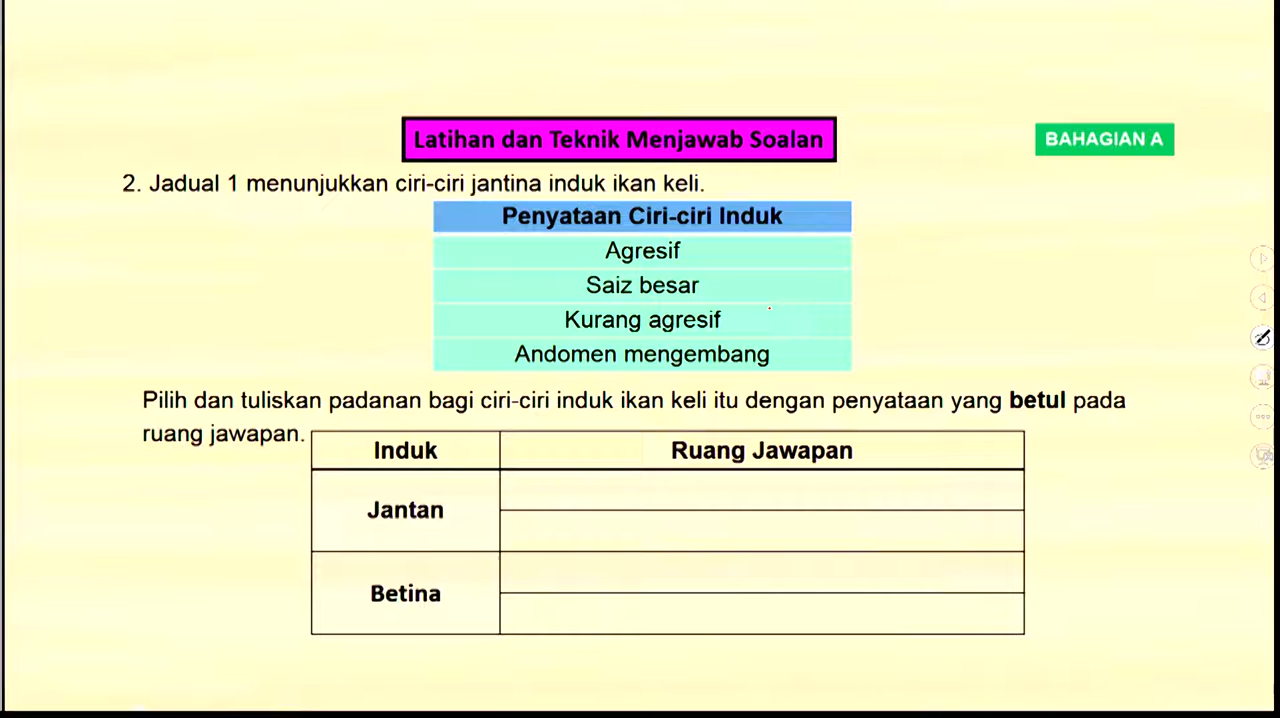 Latihan dan Teknik Menjawab Soalan
BAHAGIAN A
2. Jadual 1 menunjukkan ciri-ciri jantina induk ikan keli.
Penyataan Ciri-ciri Induk
Agresif
Saiz besar
Kurang agresif
Andomen mengembang
Pilih dan tuliskan padanan bagi ciri-ciri induk ikan keli itu dengan penyataan yang betul pada
ruang jawapan.
Induk
Ruang Jawapan
Jantan
Betina